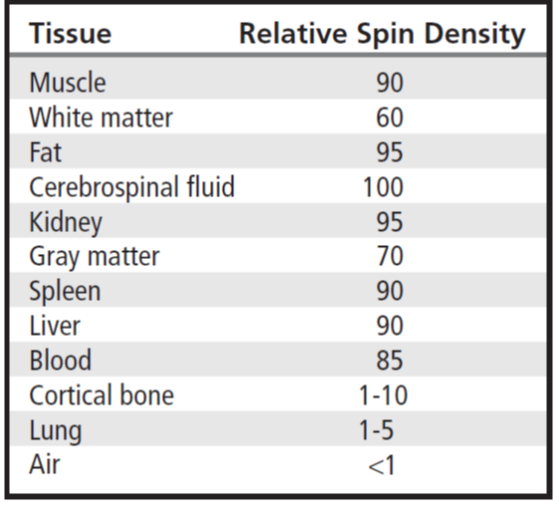 Tissue Relative Spin Density
Muscle 90
White matter 60
Fat 95
Cerebrospinal fluid 100
Kidney 95
Gray matter 70
Spleen 90
Liver 90
Blood 85
Cortical bone 1-10
Lung 1-5
Air <1